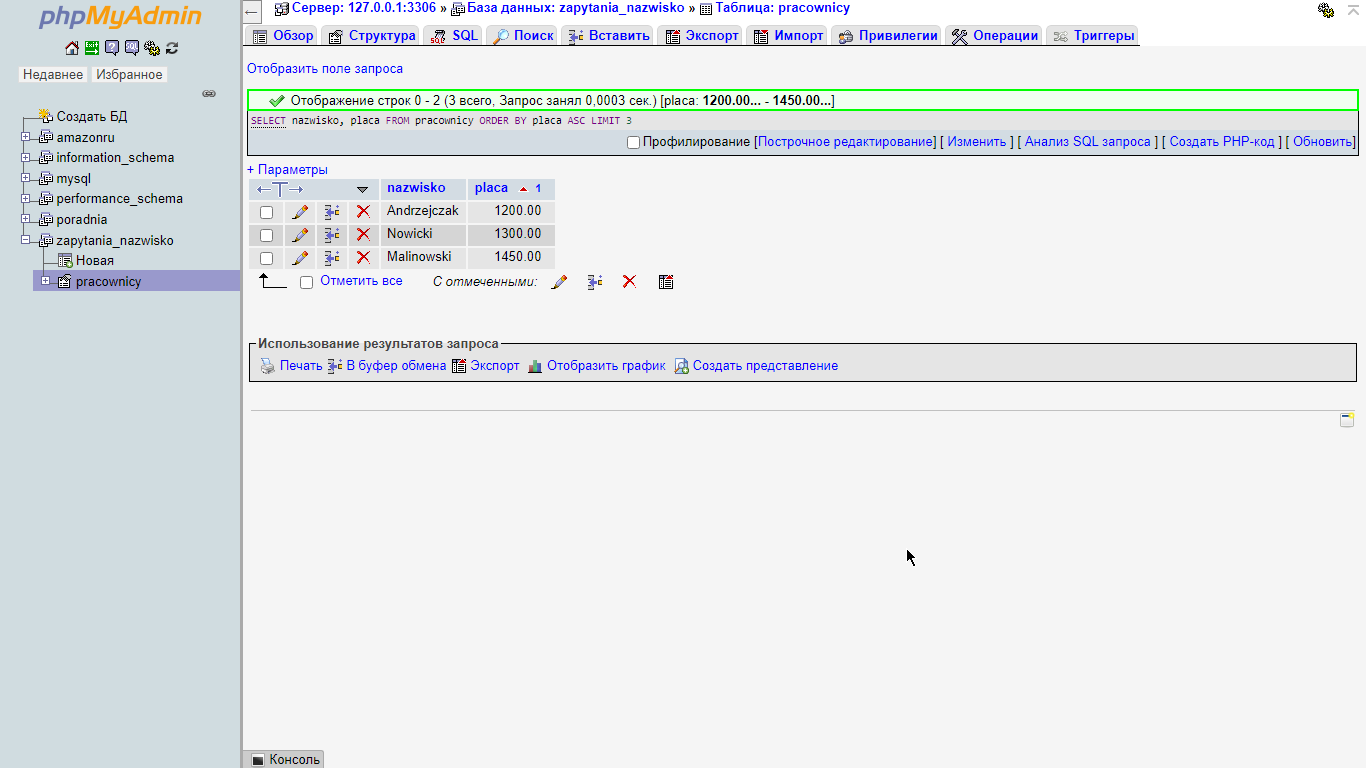 phpMyAdmin
Недавнее Избранное
Создать БД
amazonru
information_schema
mysql
performance_schema
poradnia
zapytania_nazwisko
Новая
pracownicy
Сервер: 127.0.0.1:3306 » База данных: zapytania_nazwisko » Таблица: pracownicy
Обзор Структура SQL Поиск Вставить Экспорт Импорт Привилегии Операции Триггеры
Отобразить поле запроса
Отображение строк 0 - 2 (3 всего, Запрос занял 0,0003 сек.) [placa: 1200.00... - 1450.00...]
SELECT nazwisko, placa FROM pracownicy ORDER BY placa ASC LIMIT 3
Профилирование [Построчное редактирование] [ Изменить ] [ Анализ SQL запроса ] [ Создать PHP-код ] [ Обновить]
+ Параметры
←T→ nazwisko placa 1
Andrzejczak 1200.00
Nowicki 1300.00
Malinowski 1450.00
Отметить все С отмеченными:
Использование результатов запроса
Печать В буфер обмена Экспорт Отобразить график Создать представление
Консоль